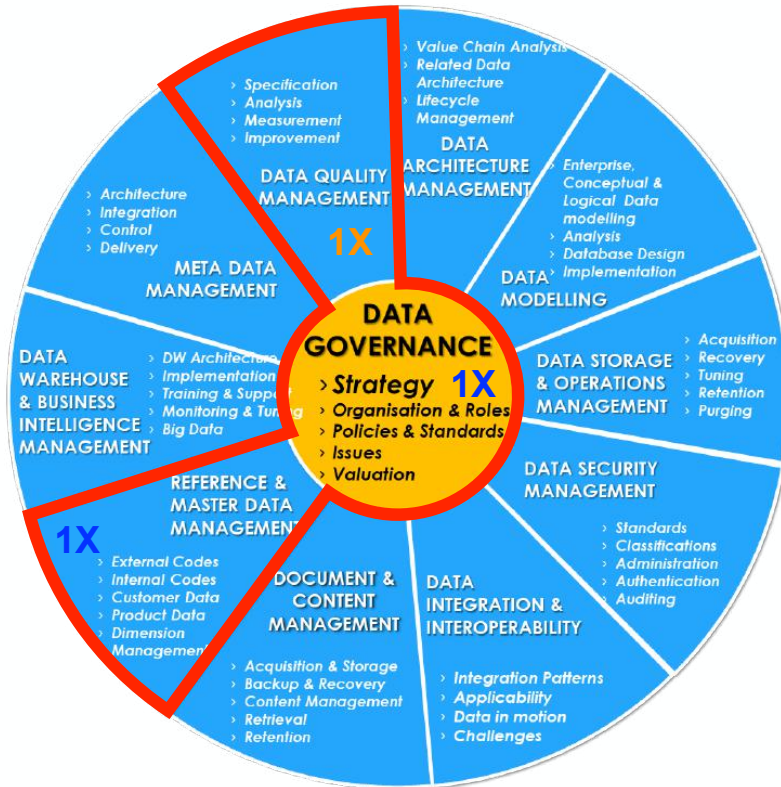 › Value Chain Analysis
› Related Data
Architecture
› Lifecycle
Management
DATA
ARCHITECTURE
MANAGEMENT
› Enterprise,
Conceptual &
Logical Data
modelling
› Analysis
› Database Design
› Implementation
DATA
MODELLING
› Acquisition
› Recovery
› Tuning
› Retention
› Purging
DATA STORAGE
& OPERATIONS
MANAGEMENT
DATA SECURITY
MANAGEMENT
› Standards
› Classifications
› Administration
› Authentication
› Auditing
DATA
INTEGRATION &
INTEROPERABILITY
› Integration Patterns
› Applicability
› Data in motion
› Challenges
DOCUMENT &
CONTENT
MANAGEMENT
› Acquisition & Storage
› Backup & Recovery
› Content Management
› Retrieval
› Retention
REFERENCE &
MASTER DATA
MANAGEMENT
1X
› External Codes
› Internal Codes
› Customer Data
› Product Data
› Dimension
Management
DATA
WAREHOUSE
& BUSINESS
INTELLIGENCE
MANAGEMENT
› DW Architecture
› Implementation
› Training & Support
› Monitoring & Tuning
› Big Data
› Architecture
› Integration
› Control
› Delivery
META DATA
MANAGEMENT
› Specification
› Analysis
› Measurement
› Improvement
DATA QUALITY
MANAGEMENT
1X
DATA
GOVERNANCE
› Strategy
1X
› Organisation & Roles
› Policies & Standards
› Issues
› Valuation